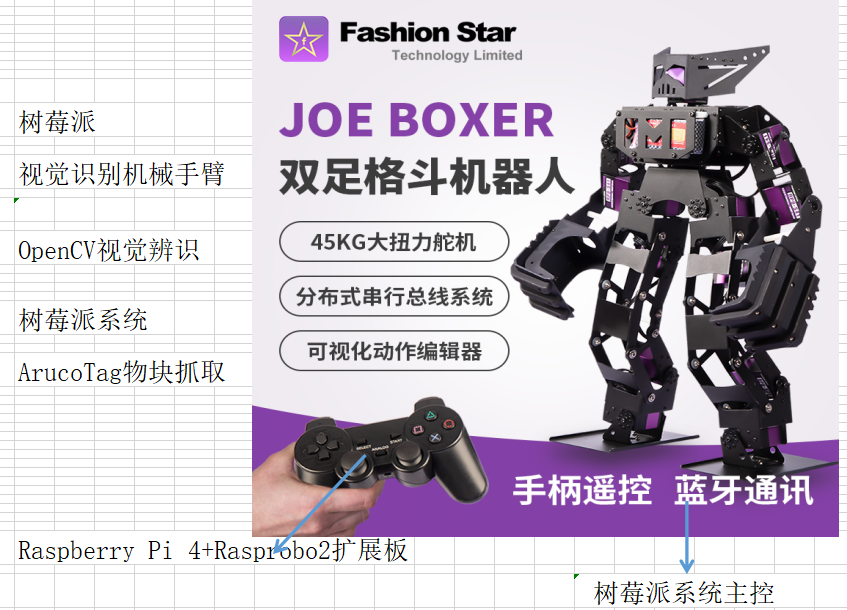 Fashion Star
Technology Limited
JOE BOXER
双足格斗机器人
45KG大扭力舵机
分布式串行总线系统
可视化动作编辑器
手柄遥控 蓝牙通讯
树莓派
视觉识别机械手臂
OpenCV视觉辨识
树莓派系统
ArucoTag物块抓取
SELECT
START
ANALOG
Raspberry Pi 4+Rasprobo2扩展板
树莓派系统主控